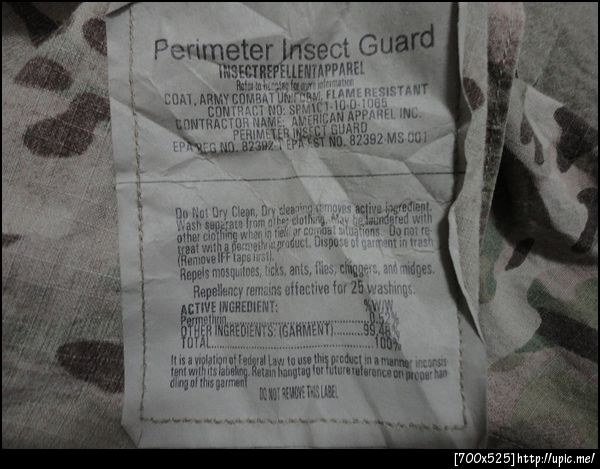 Perimeter Insect Guard
INSECTREPELLENTAPPAREL
Refer to hangtag for more information
COAT, ARMY COMBAT UNIFORM, FLAME RESISTANT
CONTRACT NO: SPM1C1-10-D-1065
CONTRACTOR NAME: AMERICAN APPAREL INC.
PERIMETER INSECT GUARD
EPA REG NO. 82392-1 EPA EST NO. 82392-MS-001
Do Not Dry Clean, Dry cleaning removes active ingredient.
Wash separate from other clothing. May be laundered with
other clothing when in field or combat situations. Do not re-
treat with a permethrin product. Dispose of garment in trash
(Remove IFF taps first).
Repels mosquitoes, ticks, ants, flies, chiggers, and midges.
Repellency remains effective for 25 washings.
ACTIVE INGREDIENT: %W/W
Permethrin
OTHER INGREDIENTS: (GARMENT)......99.48%
TOTAL......100%
It is a violation of Federal Law to use this product in a manner inconsis
tent with its labeling. Retain hangtag for future reference on proper han
dling of this garment
DO NOT REMOVE THIS LABEL
[700x525]http://upic.me/